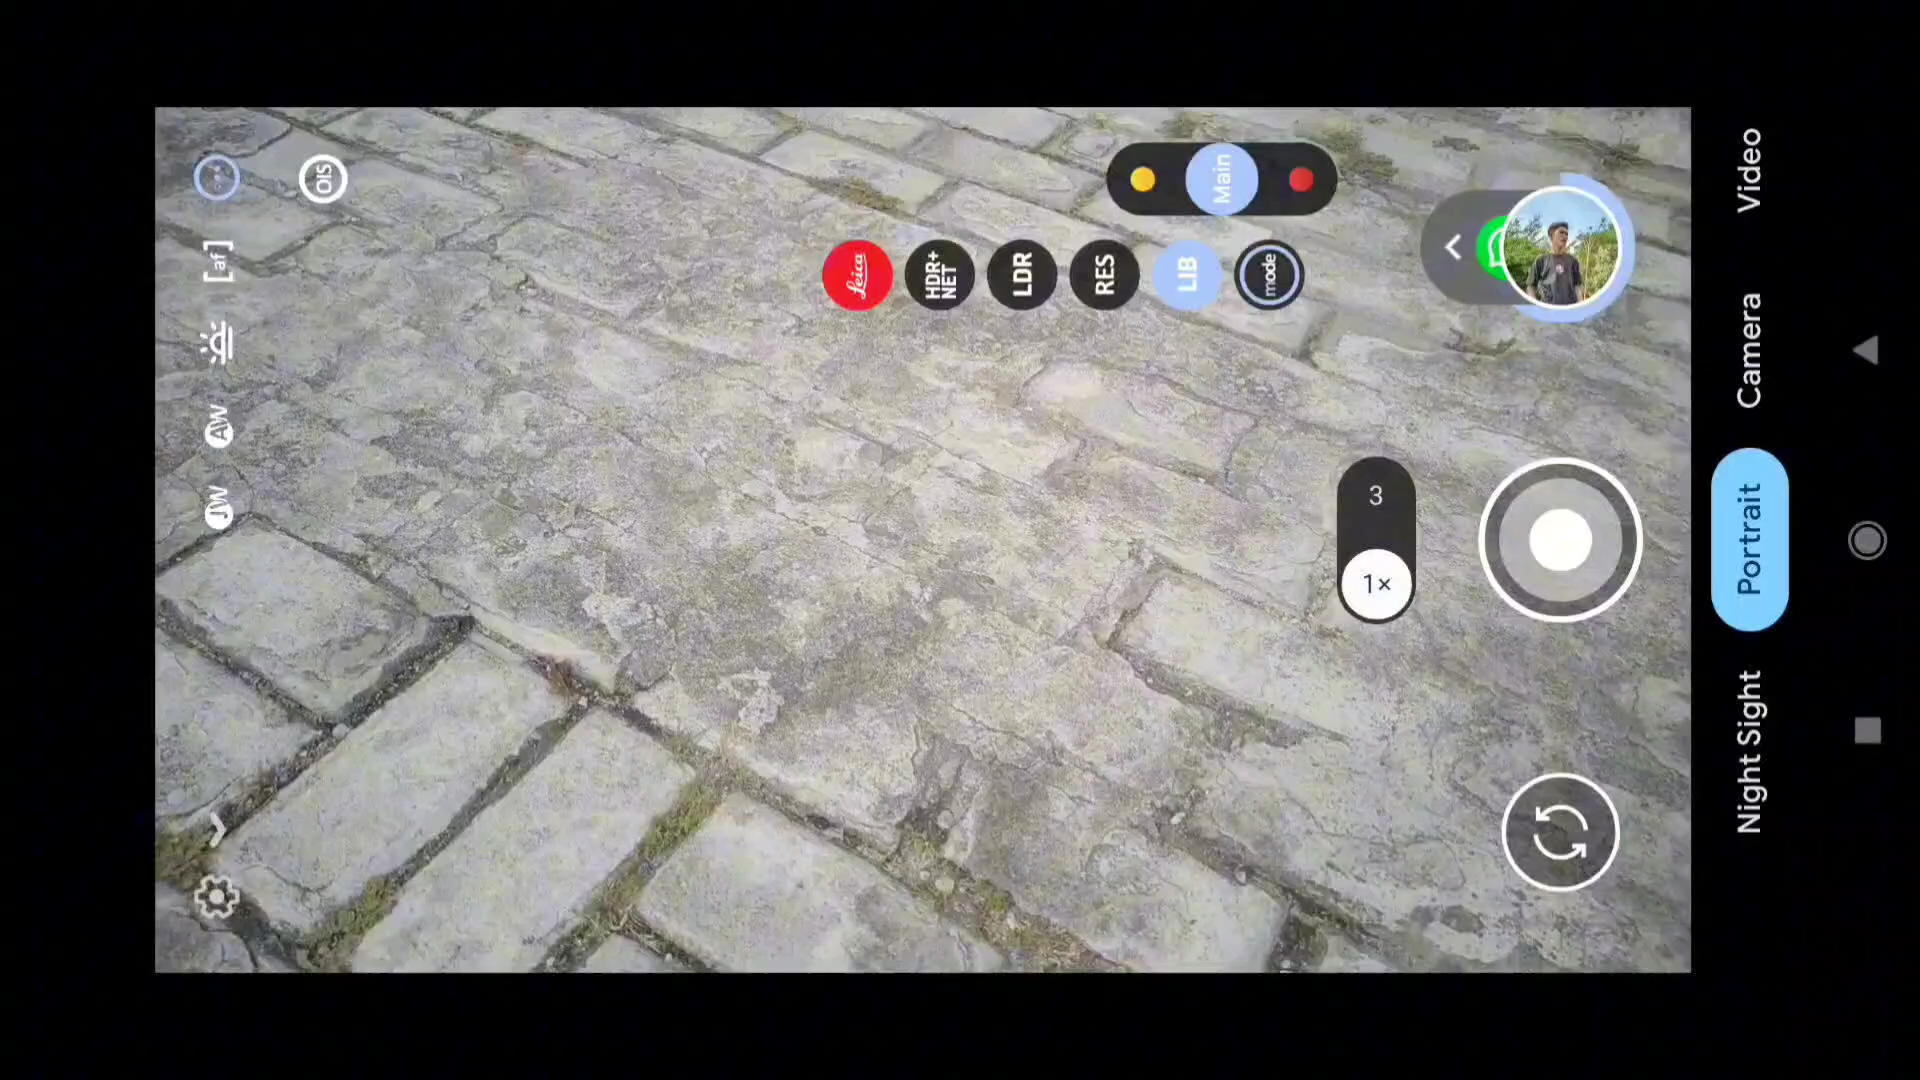 OIS
[af]
AW
JW
Main
Leica
HDR+
NET
LDR
RES
LIB
mode
3
1×
Video
Camera
Portrait
Night Sight